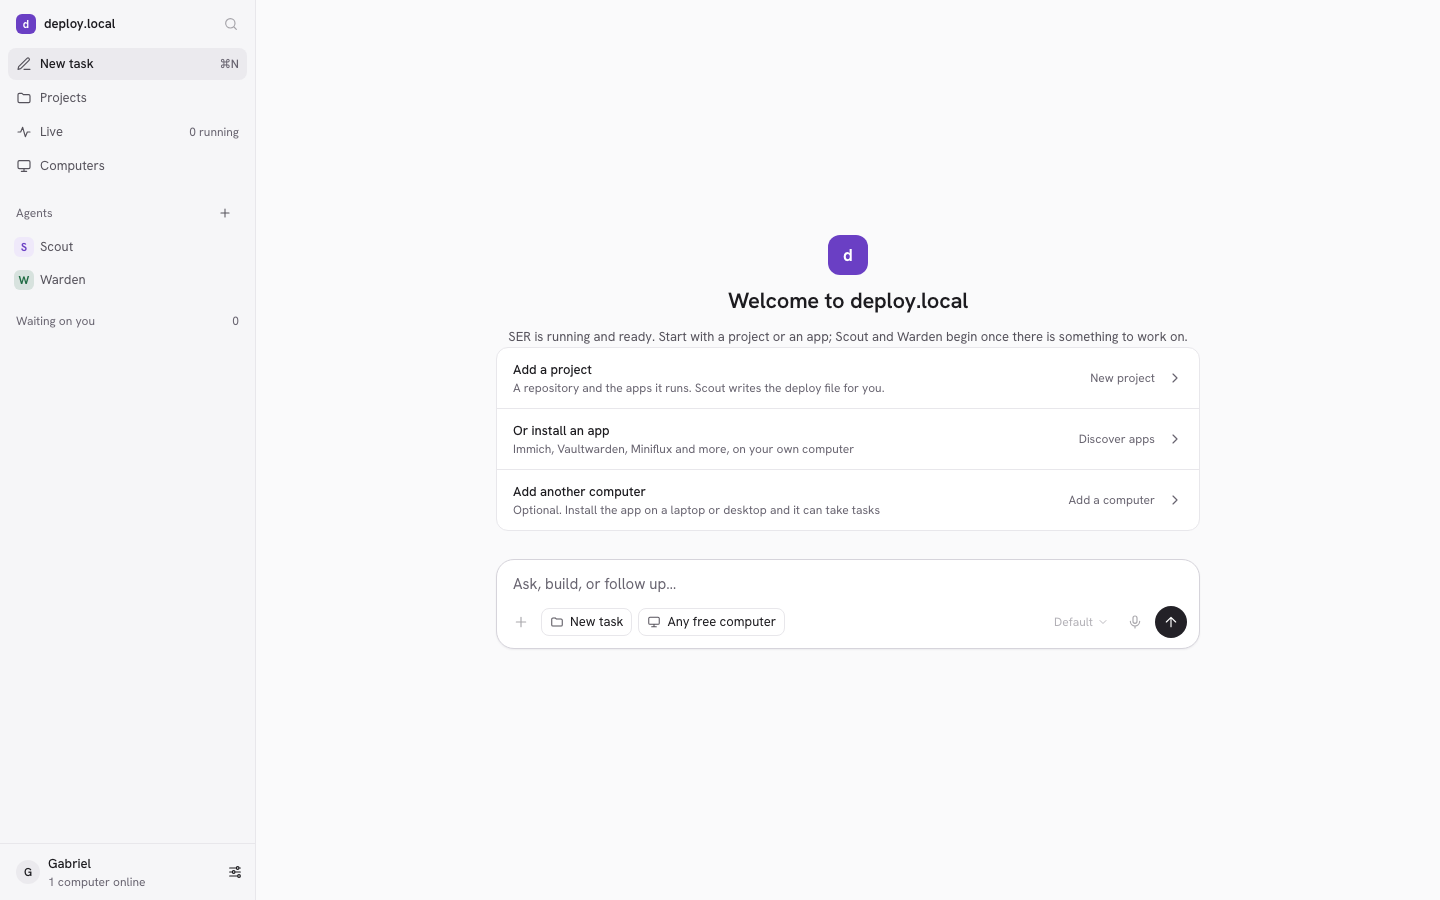 d deploy.local
New task ⌘N
Projects
Live 0 running
Computers
Agents
S Scout
W Warden
Waiting on you 0
d
Welcome to deploy.local
SER is running and ready. Start with a project or an app; Scout and Warden begin once there is something to work on.
Add a project
A repository and the apps it runs. Scout writes the deploy file for you.
New project
Or install an app
Immich, Vaultwarden, Miniflux and more, on your own computer
Discover apps
Add another computer
Optional. Install the app on a laptop or desktop and it can take tasks
Add a computer
Ask, build, or follow up...
New task Any free computer Default
G Gabriel
1 computer online